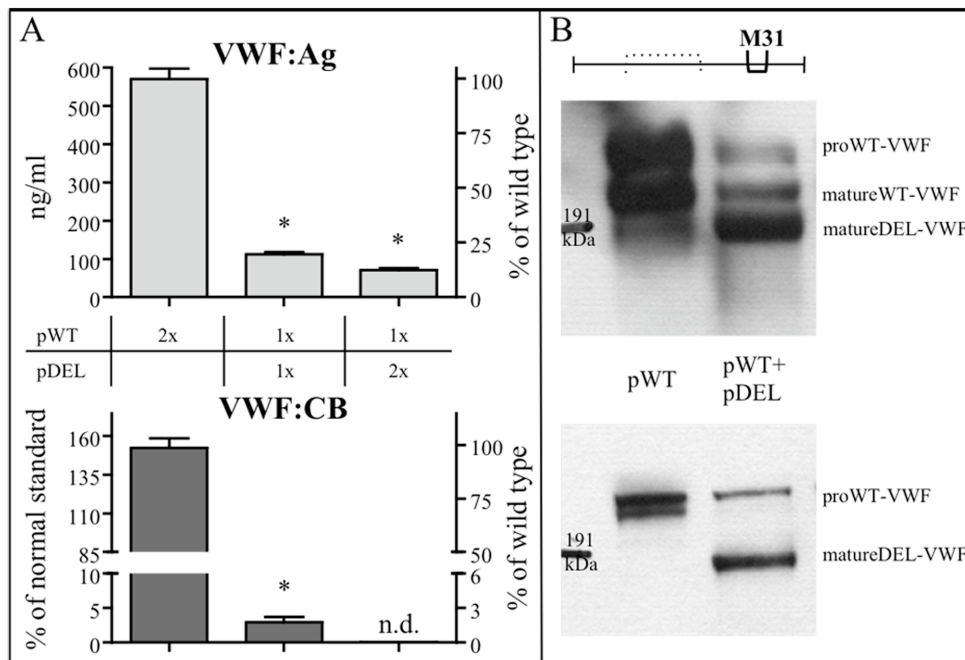 A
VWF:Ag
600
500
400
300
200
100
0
ng/ml
100
75
50
25
0
% of wild type
*
*
pWT 2x 1x 1x
pDEL 1x 2x
VWF:CB
160
135
110
85
10
5
0
% of normal standard
100
75
50
6
3
0
% of wild type
*
n.d.
B
M31
proWT-VWF
matureWT-VWF
191
kDa
matureDEL-VWF
pWT
pWT+
pDEL
proWT-VWF
191
kDa
matureDEL-VWF